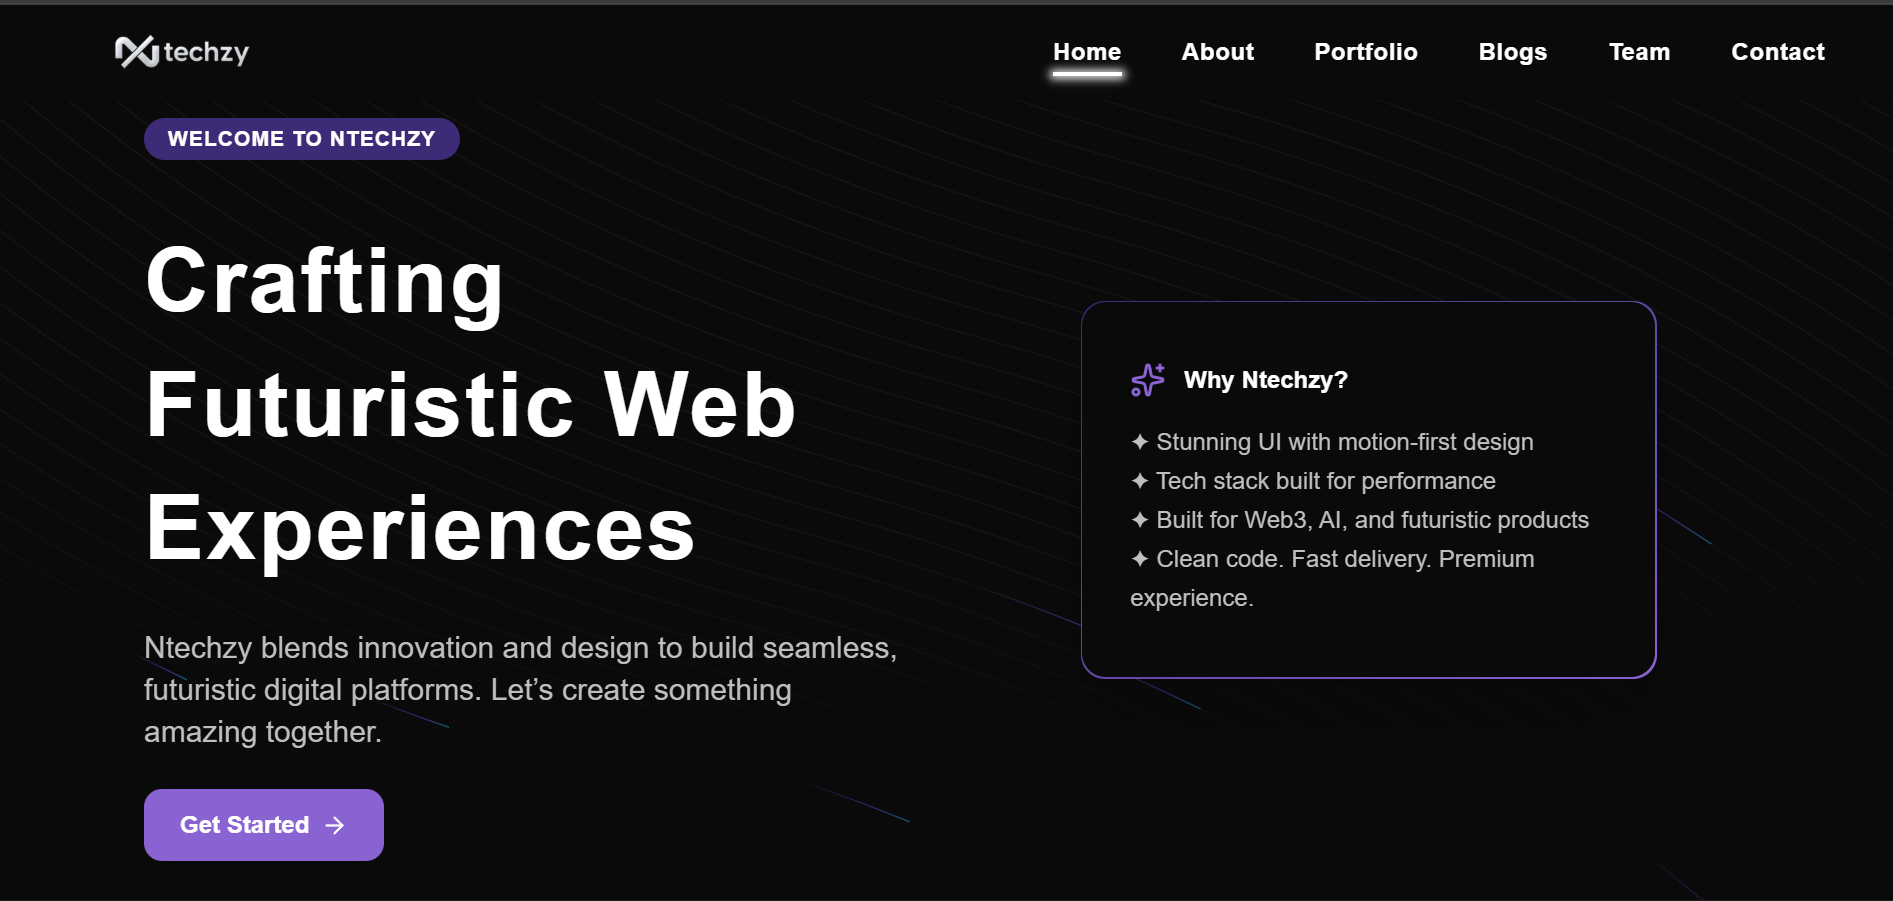 Ntechzy
Home About Portfolio Blogs Team Contact
WELCOME TO NTECHZY
Crafting
Futuristic Web
Experiences
Ntechzy blends innovation and design to build seamless,
futuristic digital platforms. Let’s create something
amazing together.
Get Started →
Why Ntechzy?
✦ Stunning UI with motion-first design
✦ Tech stack built for performance
✦ Built for Web3, AI, and futuristic products
✦ Clean code. Fast delivery. Premium
experience.